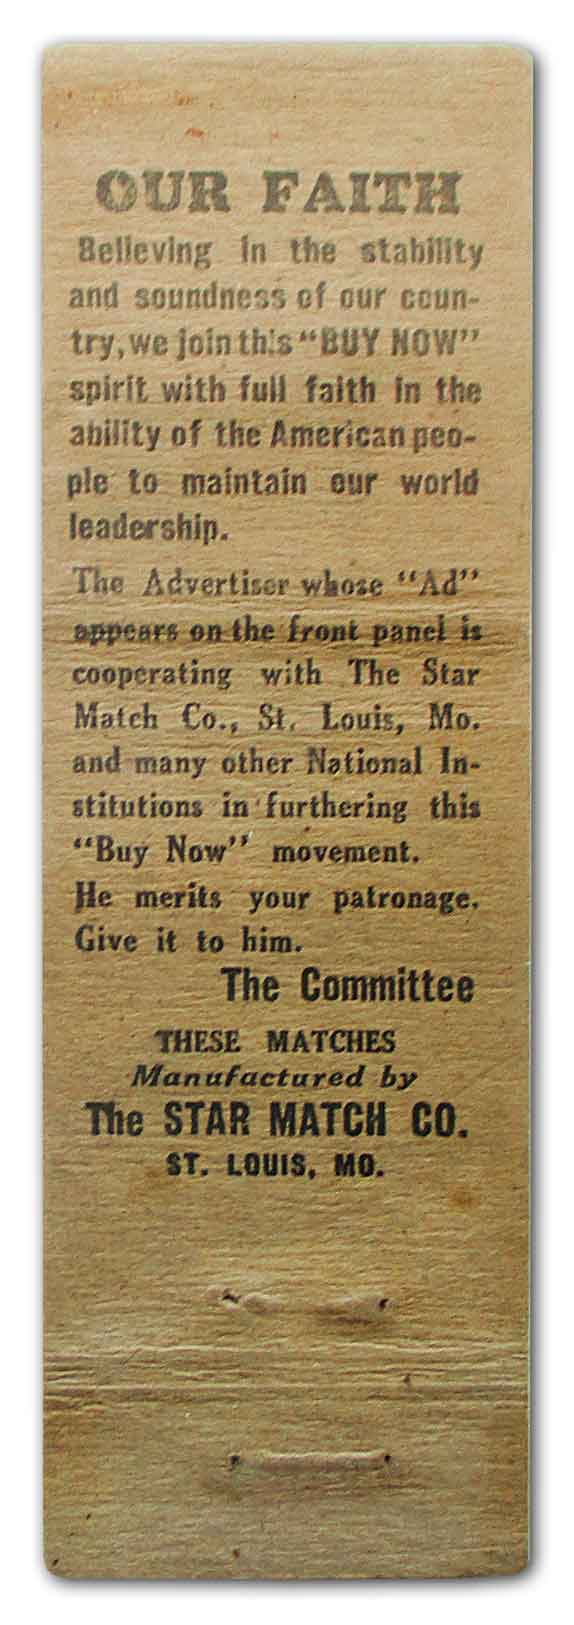 OUR FAITH
Believing in the stability
and soundness of our coun-
try, we join this "BUY NOW"
spirit with full faith in the
ability of the American peo-
ple to maintain our world
leadership.
The Advertiser whose "Ad"
appears on the front panel is
cooperating with The Star
Match Co., St. Louis, Mo.
and many other National In-
stitutions in furthering this
"Buy Now" movement.
He merits your patronage.
Give it to him.
The Committee
THESE MATCHES
Manufactured by
The STAR MATCH CO.
ST. LOUIS, MO.